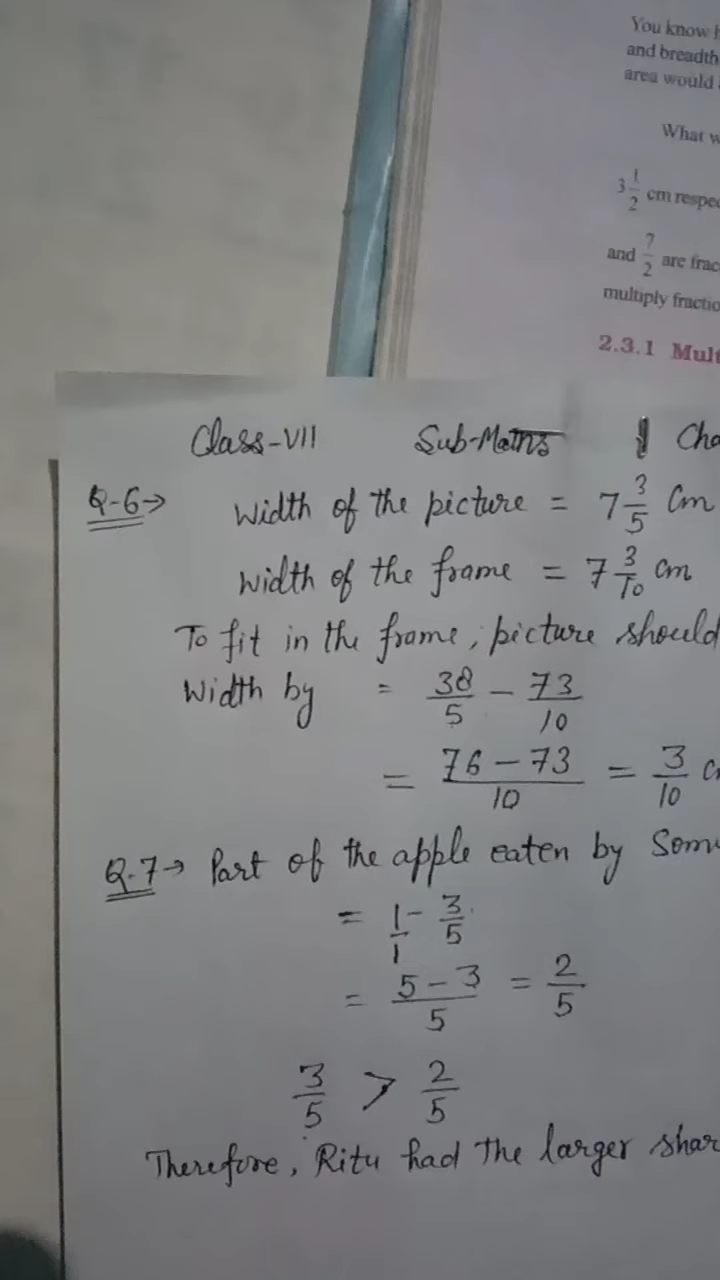 You know h
and breadth
area would
What w
3 1/2 cm respec
and 7/2 are frac
multiply fractio
2.3.1 Mult
Class-VII Sub-Maths Cha
Q-6→ Width of the picture = 7 3/5 Cm
Width of the frame = 7 3/10 cm
To fit in the frame, picture should
Width by = 38/5 - 73/10
= 76-73/10 = 3/10 c
Q.7→ Part of the apple eaten by Som
= 1/1 - 3/5
= 5-3/5 = 2/5
3/5 > 2/5
Therefore, Ritu had the larger shar